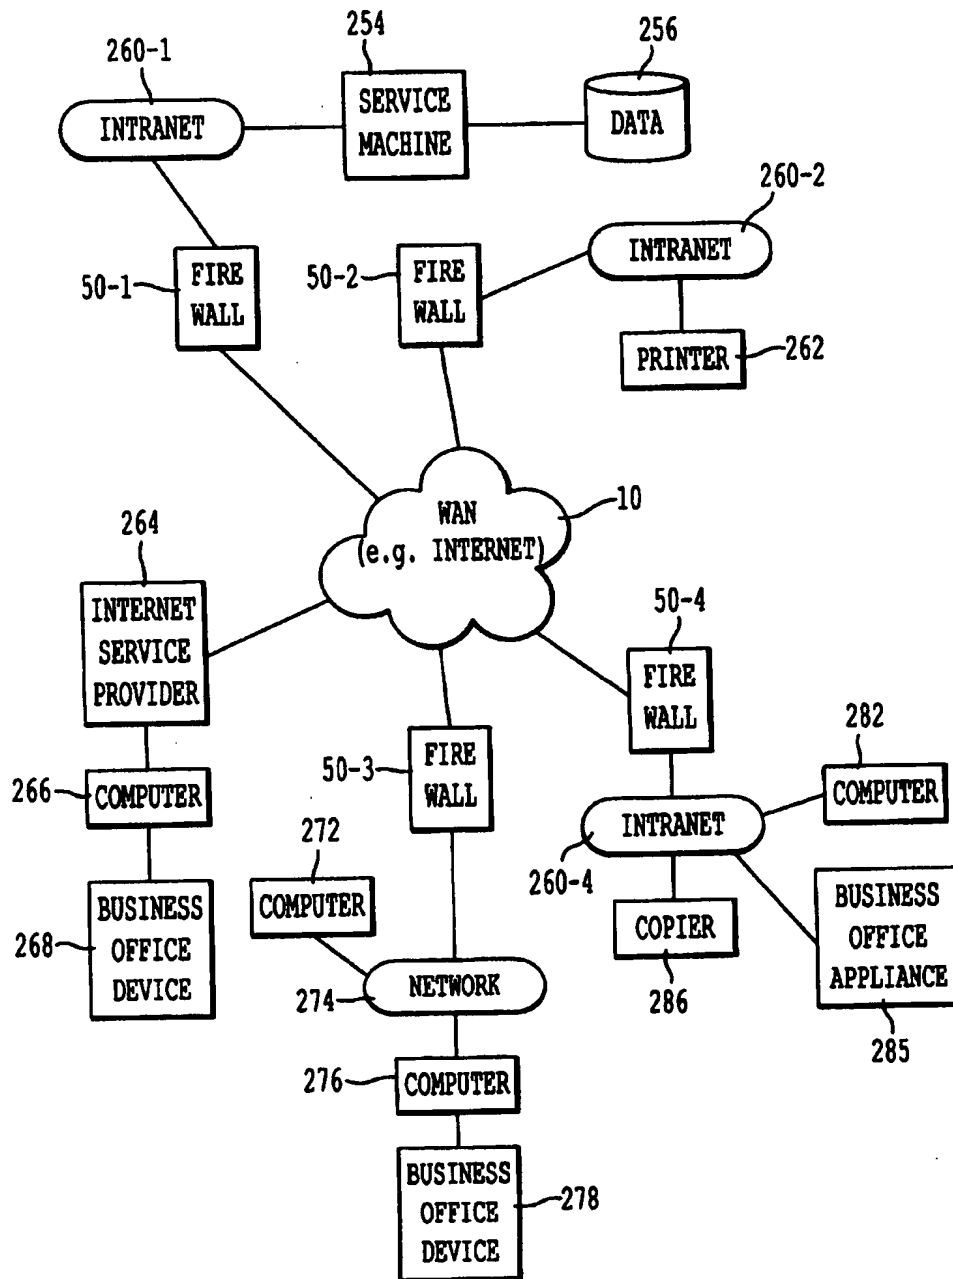 260-1
254
256
INTRANET
SERVICE
MACHINE
DATA
260-2
INTRANET
50-1
FIRE
WALL
50-2
FIRE
WALL
PRINTER
262
10
WAN
(e.g. INTERNET)
264
INTERNET
SERVICE
PROVIDER
50-4
FIRE
WALL
50-3
FIRE
WALL
282
COMPUTER
266
COMPUTER
INTRANET
260-4
272
COMPUTER
268
BUSINESS
OFFICE
DEVICE
COPIER
286
BUSINESS
OFFICE
APPLIANCE
285
274
NETWORK
276
COMPUTER
BUSINESS
OFFICE
DEVICE
278